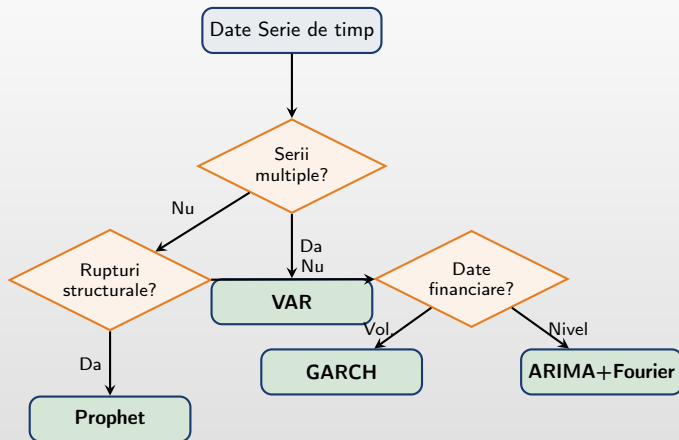 Date Serie de timp
Serii
multiple?
Nu
Da
Nu
Rupturi
structurale?
Date
financiare?
VAR
Vol.
Nivel
GARCH
ARIMA+Fourier
Da
Prophet